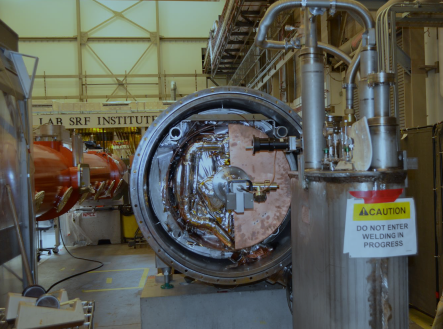 LAB SRF INSTITUTE
CAUTION
DO NOT ENTER
WELDING IN
PROGRESS